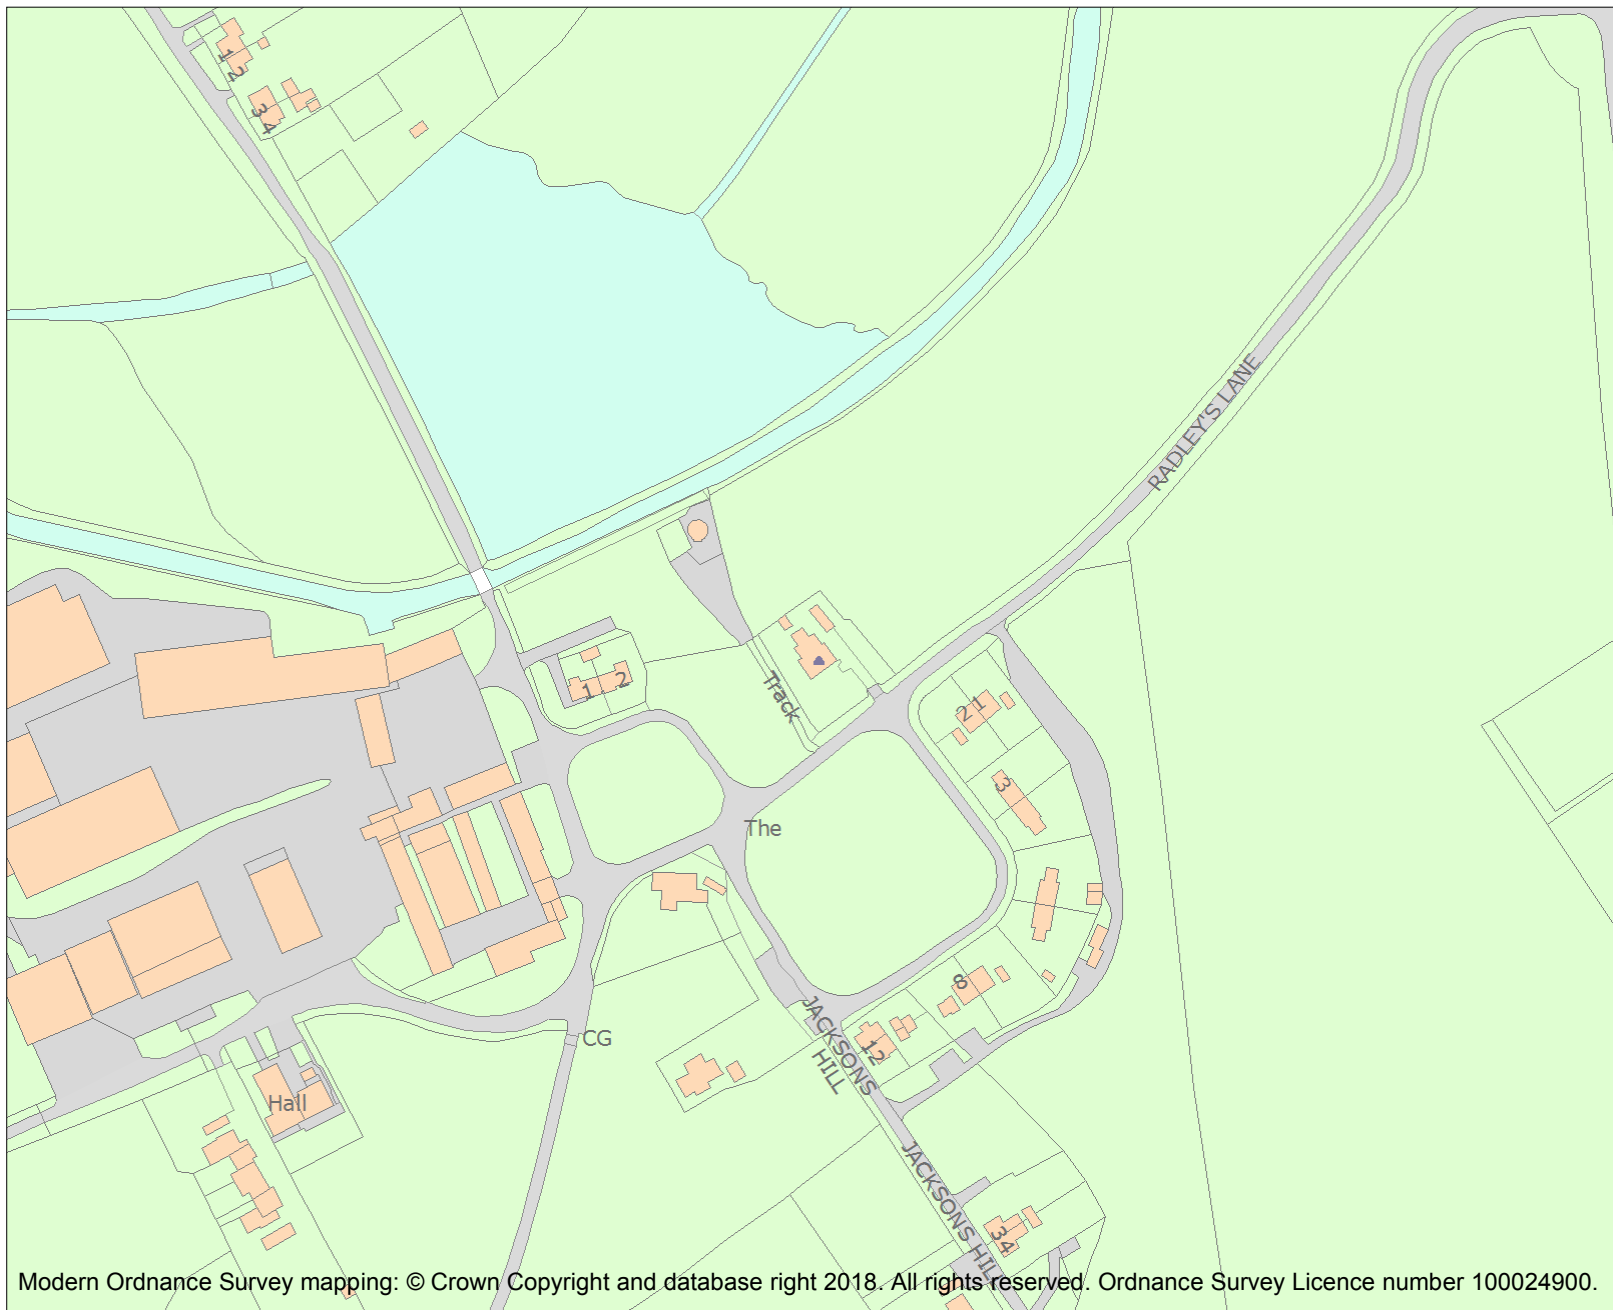 1 2
3 4
RADLEY'S LANE
1 2
Track
21
3
The
8
JACKSONS
HILL
12
CG
Hall
JACKSONS HILL
34
Modern Ordnance Survey mapping: © Crown Copyright and database right 2018. All rights reserved. Ordnance Survey Licence number 100024900.